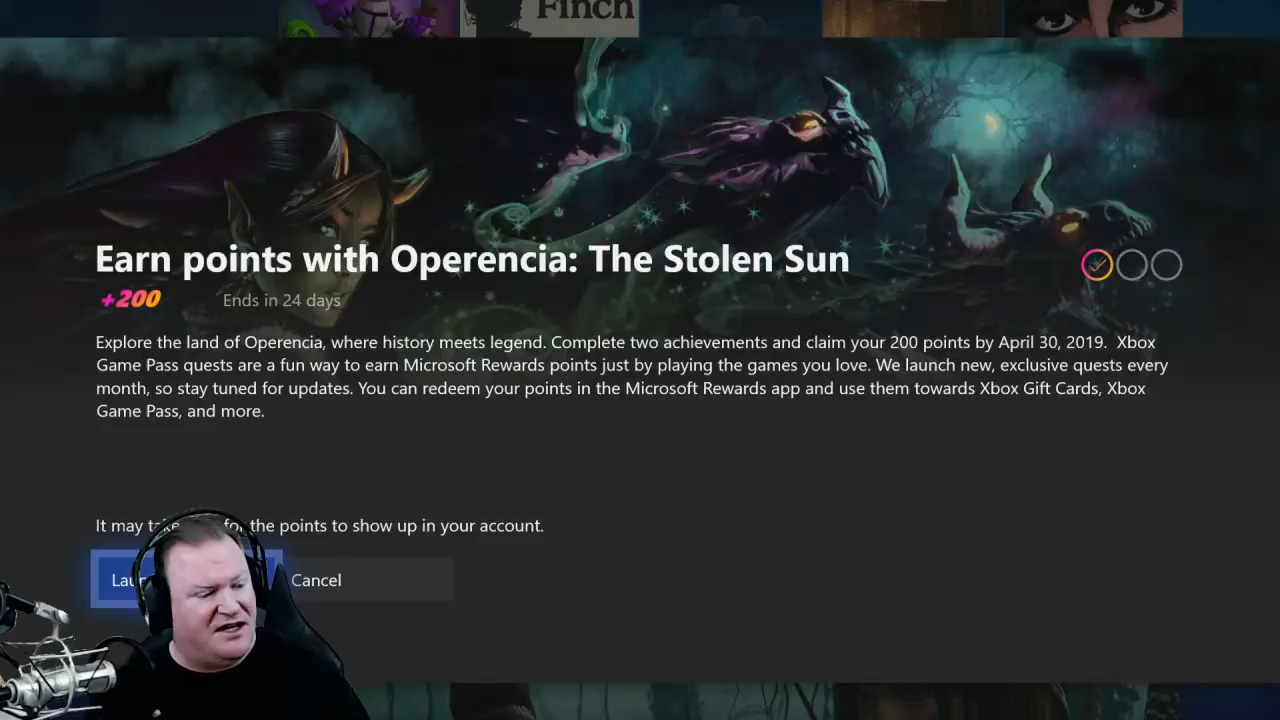 Finch
Earn points with Operencia: The Stolen Sun
+200 Ends in 24 days
Explore the land of Operencia, where history meets legend. Complete two achievements and claim your 200 points by April 30, 2019. Xbox
Game Pass quests are a fun way to earn Microsoft Rewards points just by playing the games you love. We launch new, exclusive quests every
month, so stay tuned for updates. You can redeem your points in the Microsoft Rewards app and use them towards Xbox Gift Cards, Xbox
Game Pass, and more.
It may take for the points to show up in your account.
Cancel